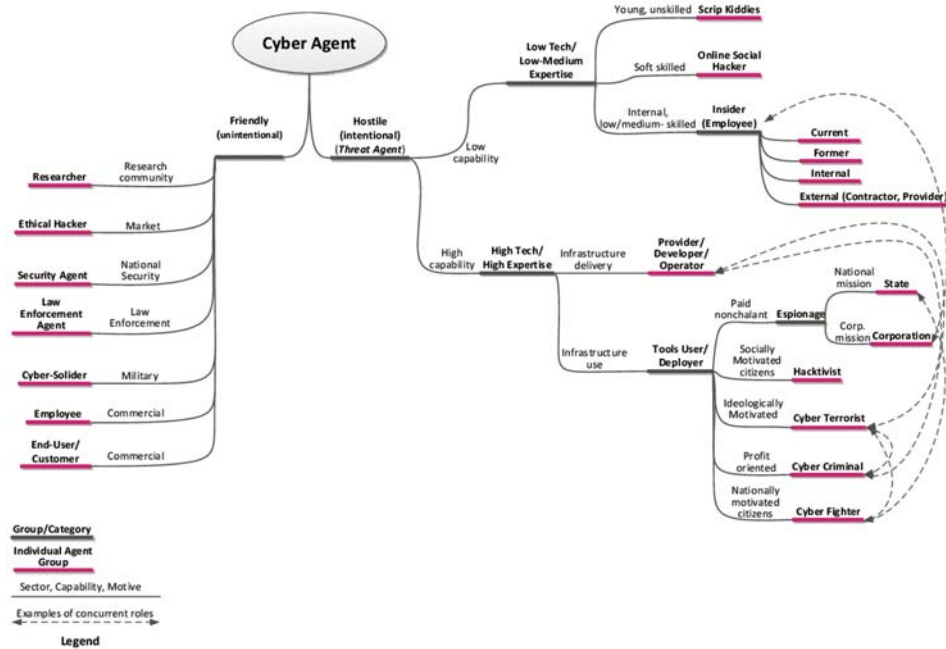 Cyber Agent
Friendly
(unintentional)
Hostile
(intentional)
(Threat Agent)
Research
community
Researcher
Market
Ethical Hacker
National
Security
Security Agent
Law
Enforcement
Law
Enforcement
Agent
Military
Cyber-Solider
Commercial
Employee
Commercial
End-User/
Customer
Low
capability
Low Tech/
Low-Medium
Expertise
Young, unskilled
Scrip Kiddies
Soft skilled
Online Social
Hacker
Internal,
low/medium- skilled
Insider
(Employee)
Current
Former
Internal
External (Contractor, Provider)
High
capability
High Tech/
High Expertise
Infrastructure
delivery
Provider/
Developer/
Operator
Infrastructure
use
Tools User/
Deployer
Paid
nonchalant
Espionage
National
mission
State
Corp.
mission
Corporation
Socially
Motivated
citizens
Hacktivist
Ideologically
Motivated
Cyber Terrorist
Profit
oriented
Cyber Criminal
Nationally
motivated
citizens
Cyber Fighter
Group/Category
Individual Agent
Group
Sector, Capability, Motive
Examples of concurrent roles
Legend